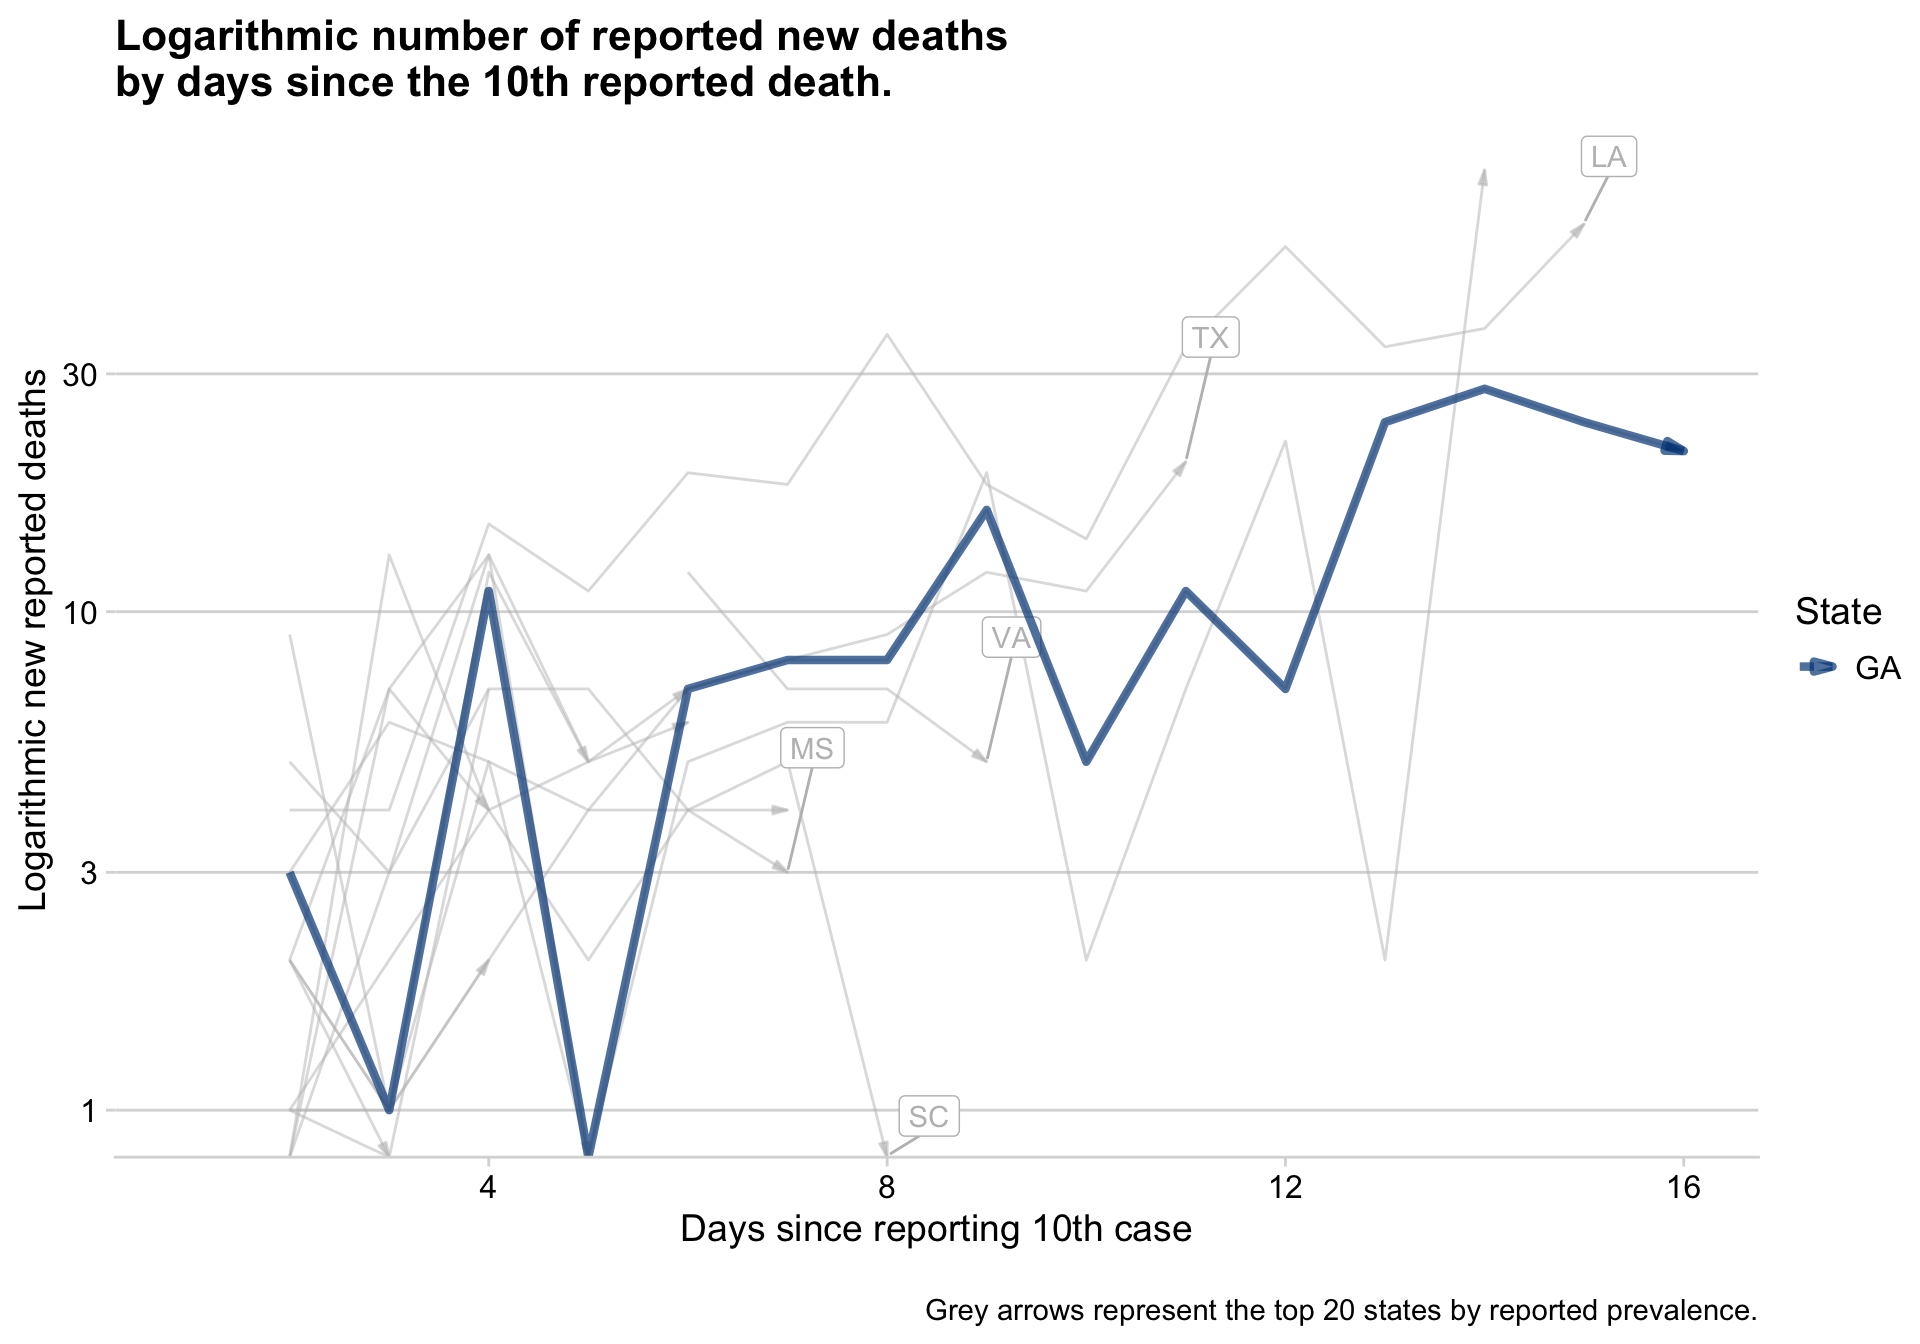 Logarithmic number of reported new deaths
by days since the 10th reported death.
LA
TX
30
10
VA
MS
3
SC
1
Logarithmic new reported deaths
State
GA
4
8
12
16
Days since reporting 10th case
Grey arrows represent the top 20 states by reported prevalence.